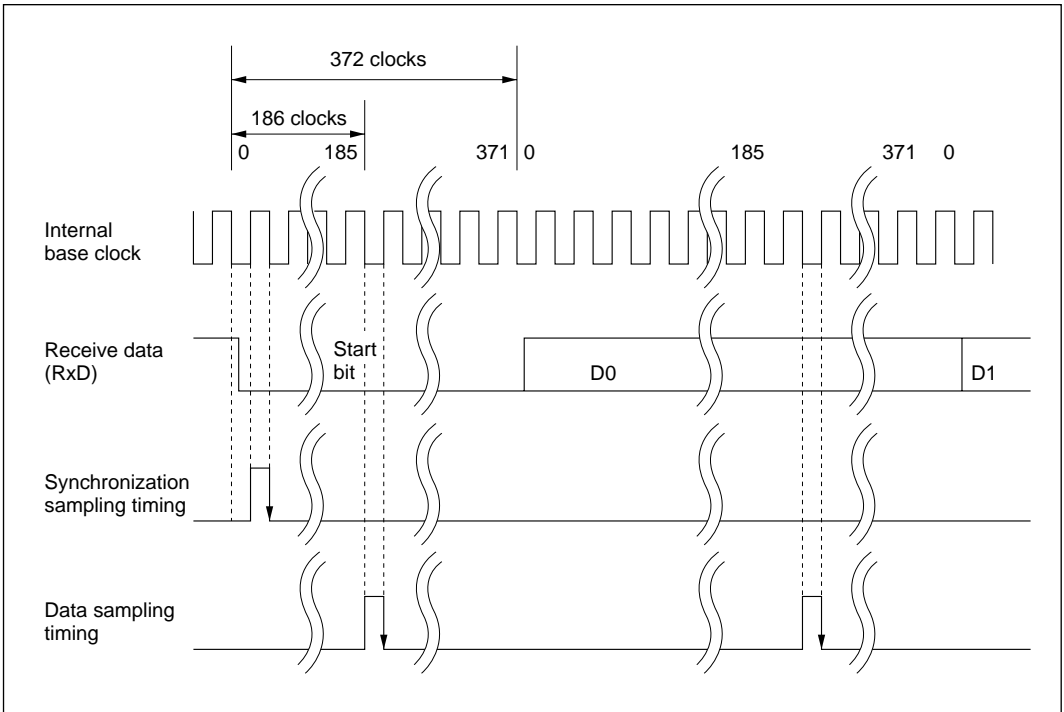 372 clocks
186 clocks
0 185 371 0 185 371 0
Internal
base clock
Receive data
(RxD)
Start
bit
D0
D1
Synchronization
sampling timing
Data sampling
timing